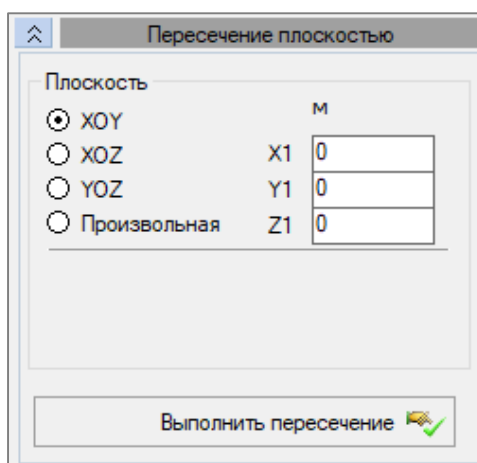 Пересечение плоскостью
Плоскость
м
XOY
XOZ X1 0
YOZ Y1 0
Произвольная Z1 0
Выполнить пересечение